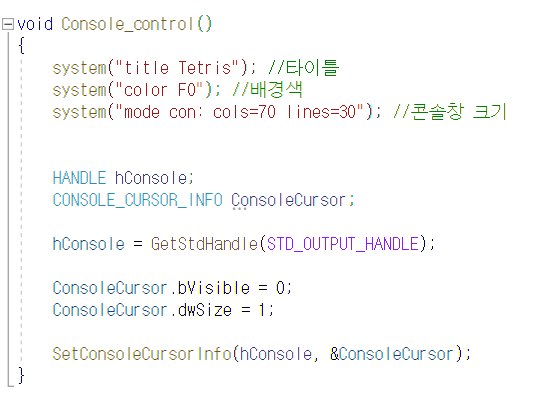 void Console_control()
{
system("title Tetris"); //타이틀
system("color F0"); //배경색
system("mode con: cols=70 lines=30"); //콘솔창 크기
HANDLE hConsole;
CONSOLE_CURSOR_INFO ConsoleCursor;
hConsole = GetStdHandle(STD_OUTPUT_HANDLE);
ConsoleCursor.bVisible = 0;
ConsoleCursor.dwSize = 1;
SetConsoleCursorInfo(hConsole, &ConsoleCursor);
}